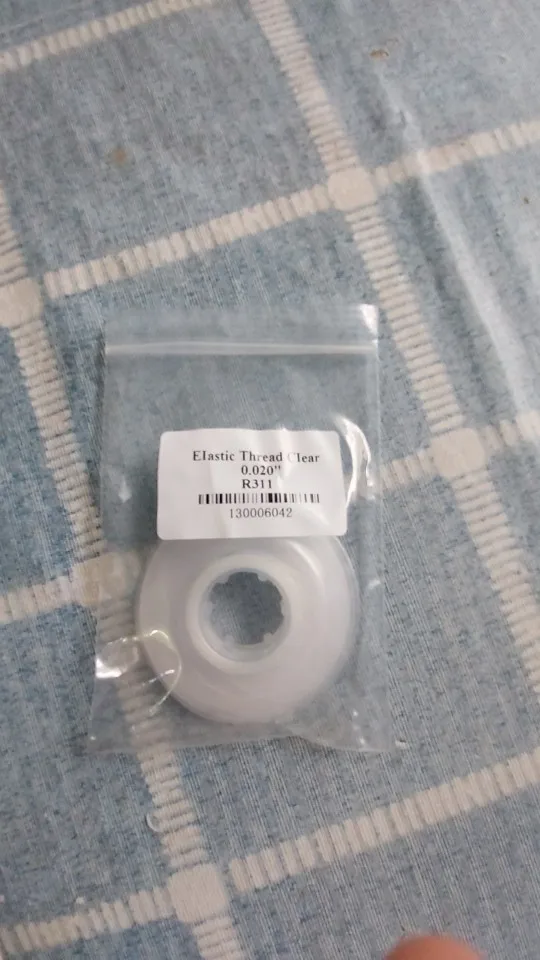 Elastic Thread Clear
0.020"
R311
130006042